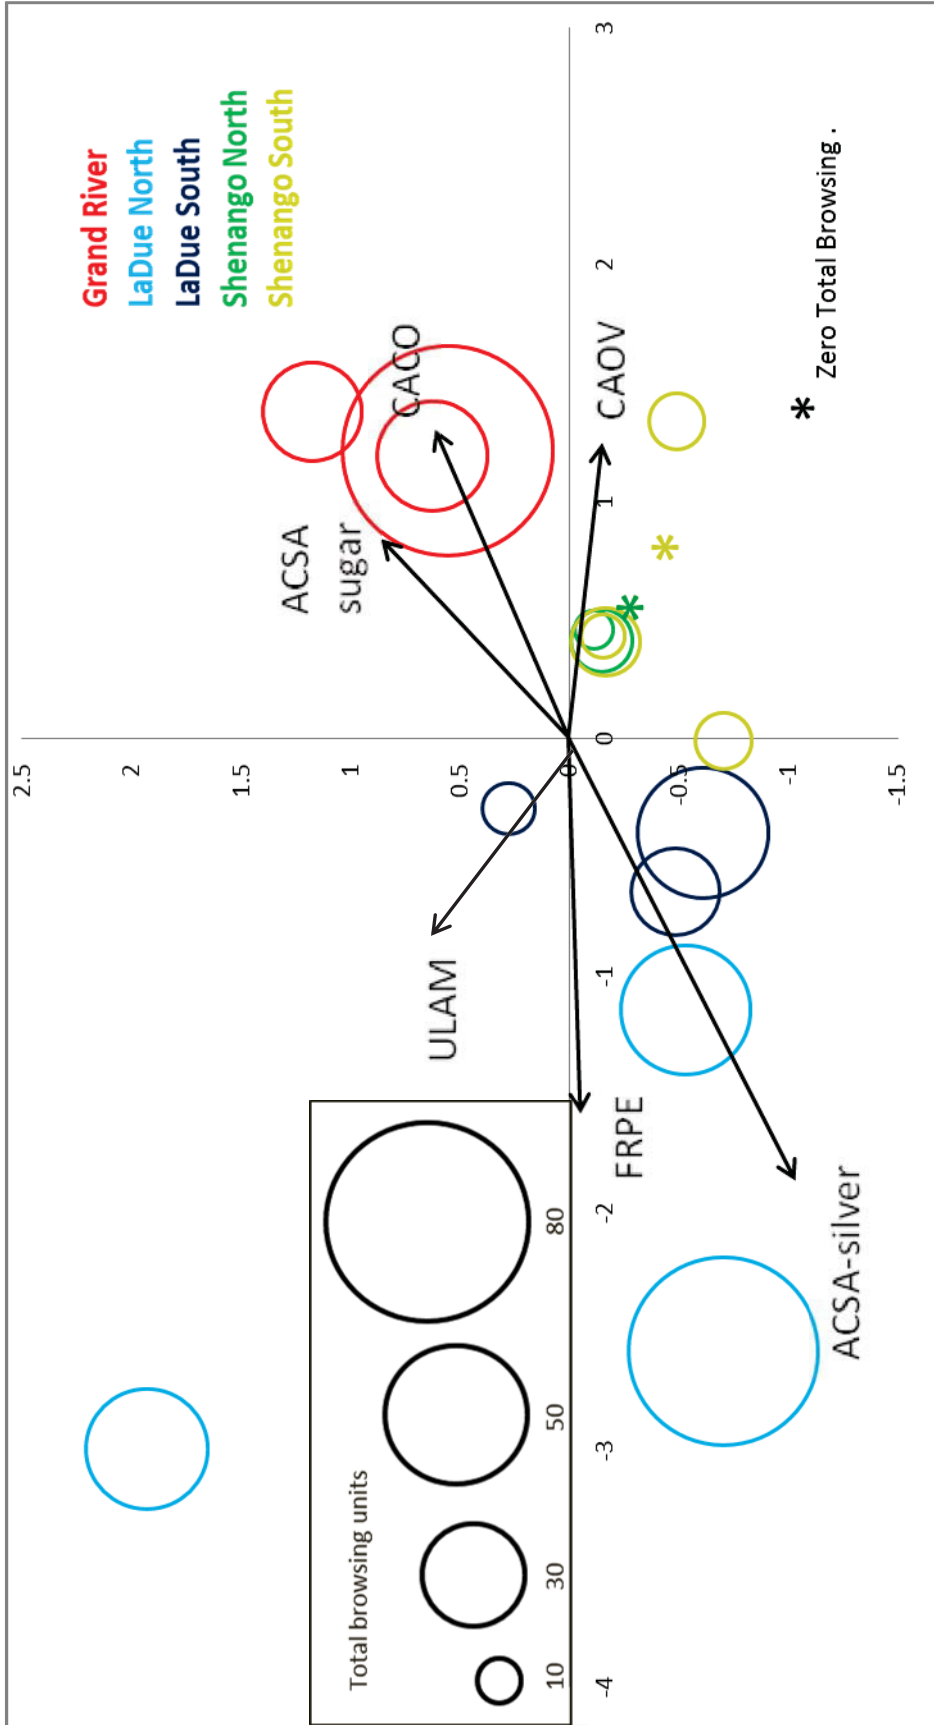 Grand River
LaDue North
LaDue South
Shenango North
Shenango South
2.5
2
1.5
1
0.5
0
-0.5
-1
-1.5
-4
-3
-2
-1
0
1
2
3
Total browsing units
10
30
50
80
ULAM
ACSA
sugar
CACO
CAOV
FRPE
ACSA-silver
* Zero Total Browsing .